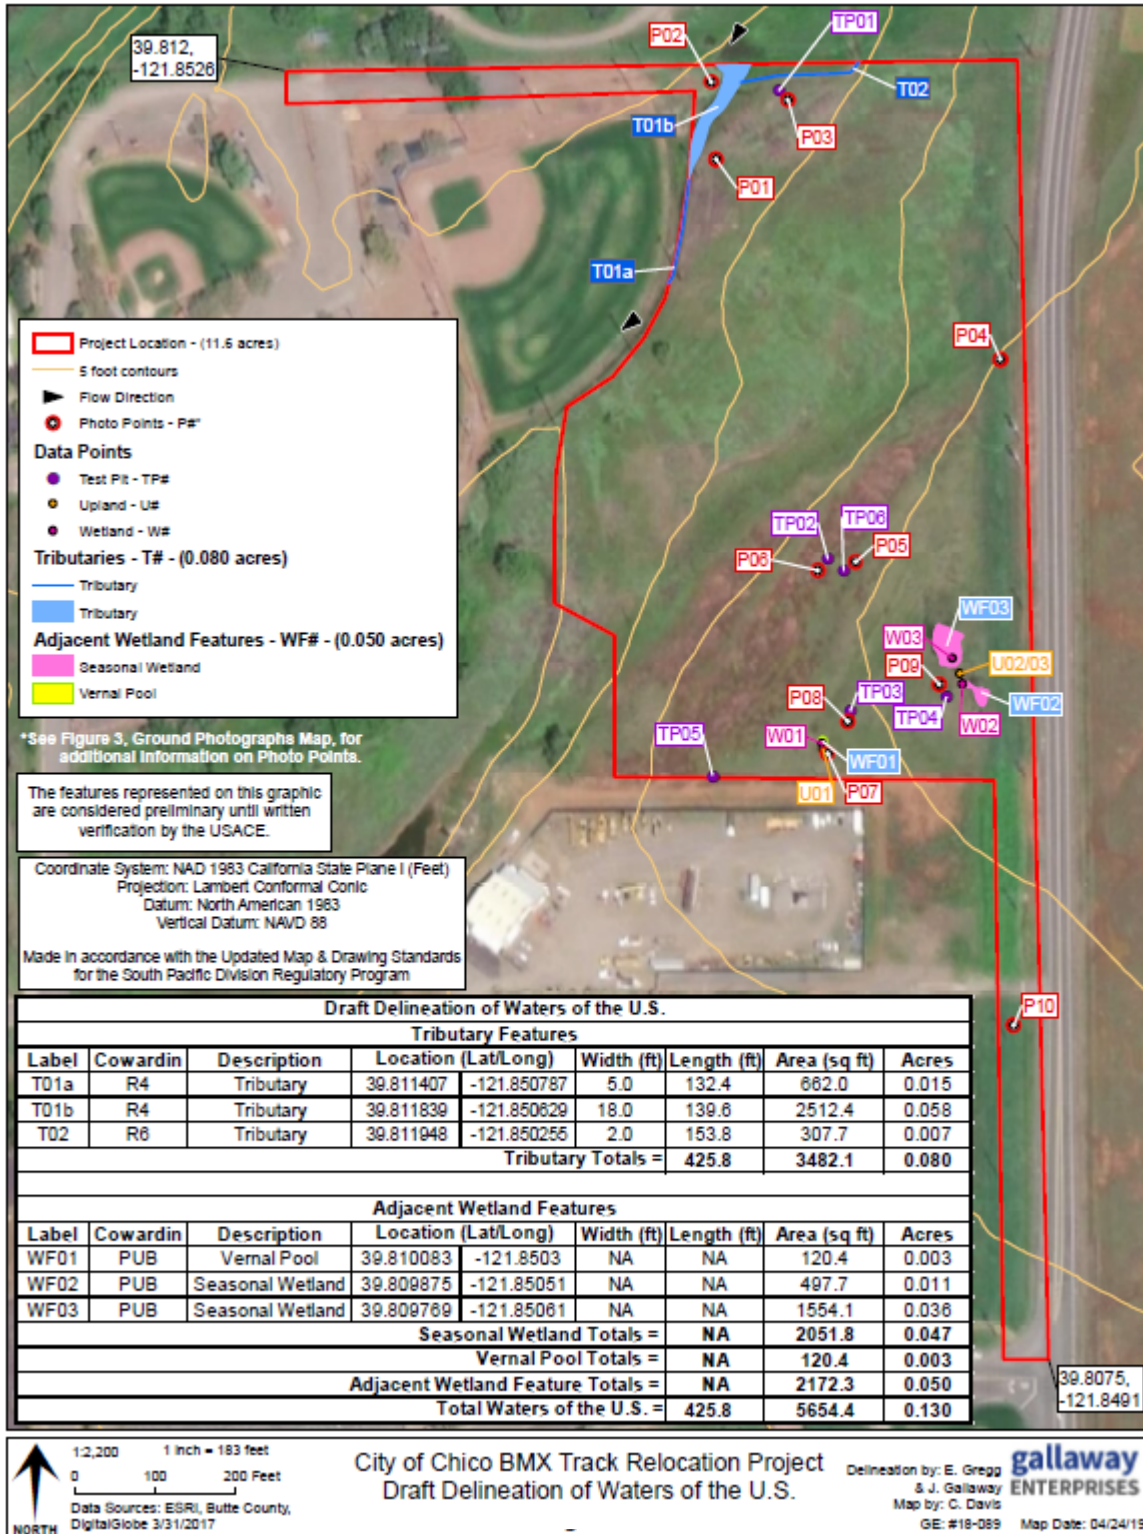 39.812,
-121.8526
P02
TP01
T02
T01b
P03
P01
T01a
P04
Project Location - (11.6 acres)
5 foot contours
Flow Direction
Photo Points - P#*
Data Points
Test Pit - TP#
Upland - U#
Wetland - W#
Tributaries - T# - (0.080 acres)
Tributary
Tributary
Adjacent Wetland Features - WF# - (0.050 acres)
Seasonal Wetland
Vernal Pool
TP02
TP06
P06
P05
WF03
W03
U02/03
P09
P08
TP03
TP04
W02
WF02
TP05
W01
WF01
U01
P07
*See Figure 3, Ground Photographs Map, for
additional information on Photo Points.
The features represented on this graphic
are considered preliminary until written
verification by the USACE.
Coordinate System: NAD 1983 California State Plane I (Feet)
Projection: Lambert Conformal Conic
Datum: North American 1983
Vertical Datum: NAVD 88
Made in accordance with the Updated Map & Drawing Standards
for the South Pacific Division Regulatory Program
P10
Draft Delineation of Waters of the U.S.
Tributary Features
Label Cowardin Description Location (Lat/Long) Width (ft) Length (ft) Area (sq ft) Acres
T01a R4 Tributary 39.811407 -121.850787 5.0 132.4 662.0 0.015
T01b R4 Tributary 39.811839 -121.850629 18.0 139.6 2512.4 0.058
T02 R6 Tributary 39.811948 -121.850255 2.0 153.8 307.7 0.007
Tributary Totals = 425.8 3482.1 0.080
Adjacent Wetland Features
Label Cowardin Description Location (Lat/Long) Width (ft) Length (ft) Area (sq ft) Acres
WF01 PUB Vernal Pool 39.810083 -121.8503 NA NA 120.4 0.003
WF02 PUB Seasonal Wetland 39.809875 -121.85051 NA NA 497.7 0.011
WF03 PUB Seasonal Wetland 39.809769 -121.85061 NA NA 1554.1 0.036
Seasonal Wetland Totals = NA 2051.8 0.047
Vernal Pool Totals = NA 120.4 0.003
Adjacent Wetland Feature Totals = NA 2172.3 0.050
Total Waters of the U.S. = 425.8 5654.4 0.130
39.8075,
-121.8491
NORTH
1:2,200 1 inch = 183 feet
0 100 200 Feet
Data Sources: ESRI, Butte County,
DigitalGlobe 3/31/2017
City of Chico BMX Track Relocation Project
Draft Delineation of Waters of the U.S.
Delineation by: E. Gregg
& J. Gallaway
Map by: C. Davis
gallaway
ENTERPRISES
GE: #18-089 Map Date: 04/24/19